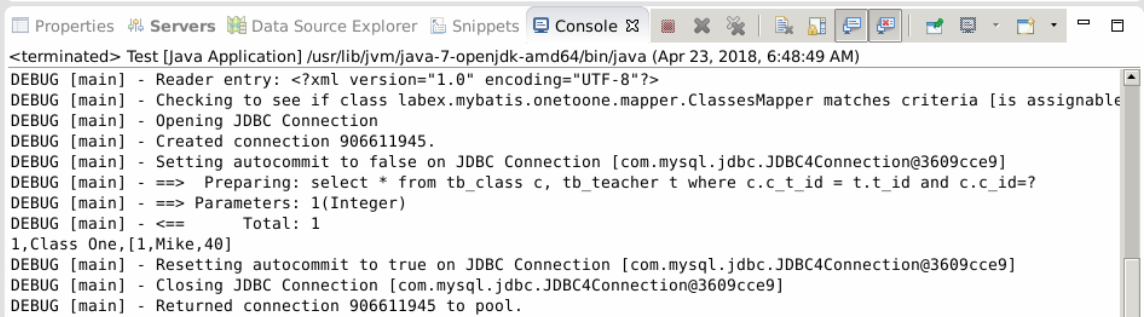 Properties Servers Data Source Explorer Snippets Console
<terminated> Test [Java Application] /usr/lib/jvm/java-7-openjdk-amd64/bin/java (Apr 23, 2018, 6:48:49 AM)
DEBUG [main] - Reader entry: <?xml version="1.0" encoding="UTF-8"?>
DEBUG [main] - Checking to see if class labex.mybatis.onetoone.mapper.ClassesMapper matches criteria [is assignable
DEBUG [main] - Opening JDBC Connection
DEBUG [main] - Created connection 906611945.
DEBUG [main] - Setting autocommit to false on JDBC Connection [com.mysql.jdbc.JDBC4Connection@3609cce9]
DEBUG [main] - ==>  Preparing: select * from tb_class c, tb_teacher t where c.c_t_id = t.t_id and c.c_id=?
DEBUG [main] - ==> Parameters: 1(Integer)
DEBUG [main] - <==      Total: 1
1,Class One,[1,Mike,40]
DEBUG [main] - Resetting autocommit to true on JDBC Connection [com.mysql.jdbc.JDBC4Connection@3609cce9]
DEBUG [main] - Closing JDBC Connection [com.mysql.jdbc.JDBC4Connection@3609cce9]
DEBUG [main] - Returned connection 906611945 to pool.